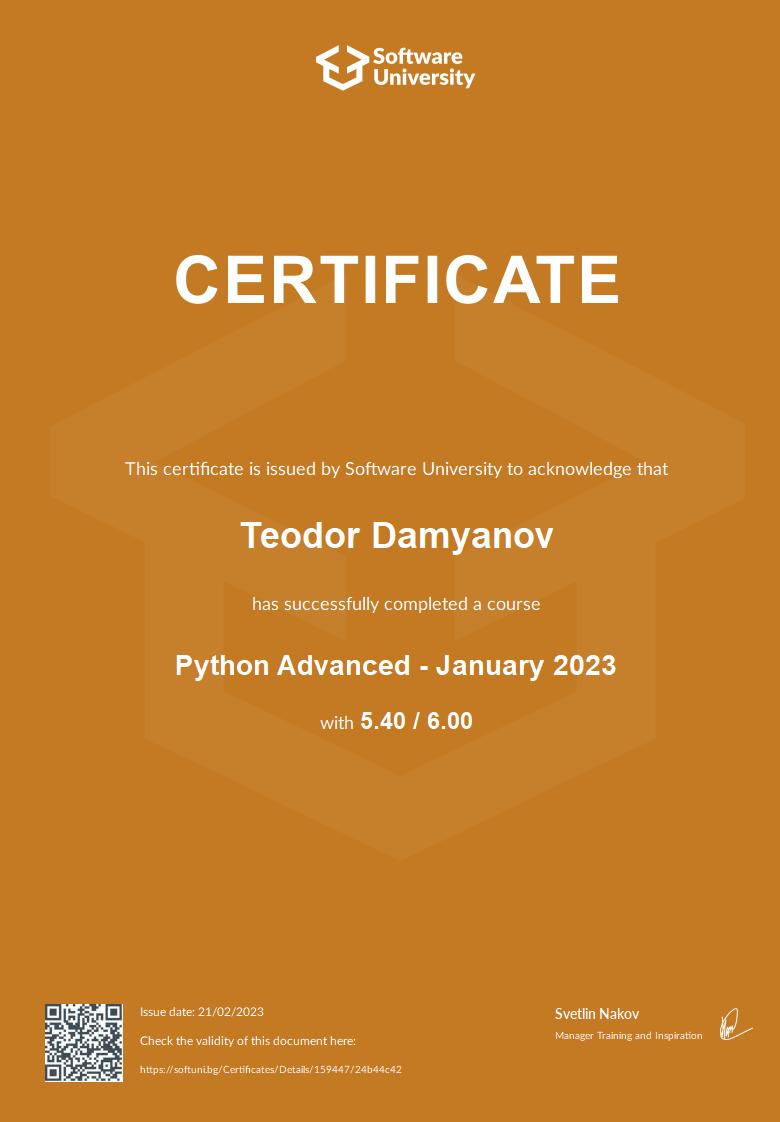 Software
University
CERTIFICATE
This certificate is issued by Software University to acknowledge that
Teodor Damyanov
has successfully completed a course
Python Advanced - January 2023
with 5.40 / 6.00
Issue date: 21/02/2023
Check the validity of this document here:
https://softuni.bg/Certificates/Details/159447/24b44c42
Svetlin Nakov
Manager Training and Inspiration